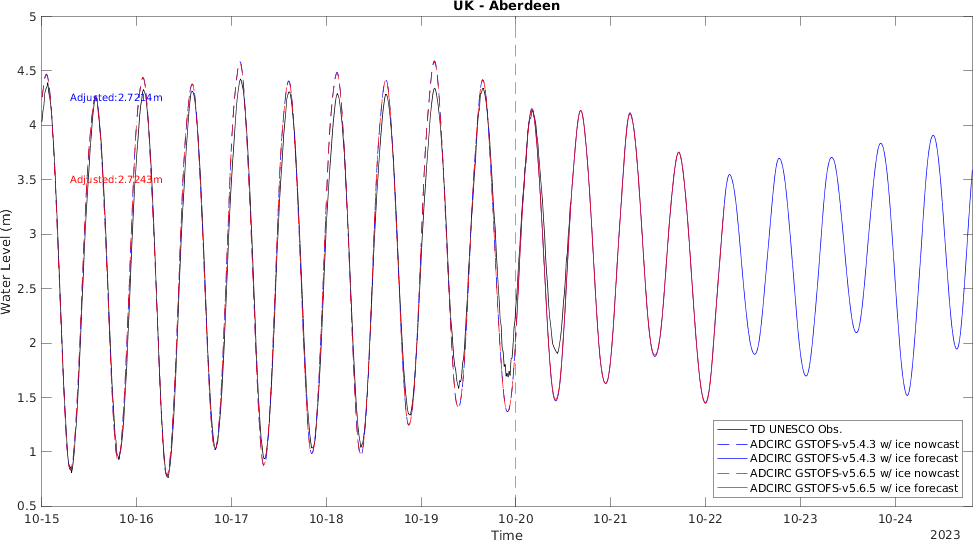 UK - Aberdeen
5
4.5
Adjusted:2.7214m
4
3.5
Adjusted:2.7243m
3
Water Level (m)
2.5
2
1.5
1
0.5
TD UNESCO Obs.
ADCIRC GSTOFS-v5.4.3 w/ ice nowcast
ADCIRC GSTOFS-v5.4.3 w/ ice forecast
ADCIRC GSTOFS-v5.6.5 w/ ice nowcast
ADCIRC GSTOFS-v5.6.5 w/ ice forecast
10-15 10-16 10-17 10-18 10-19 10-20 10-21 10-22 10-23 10-24
Time
2023